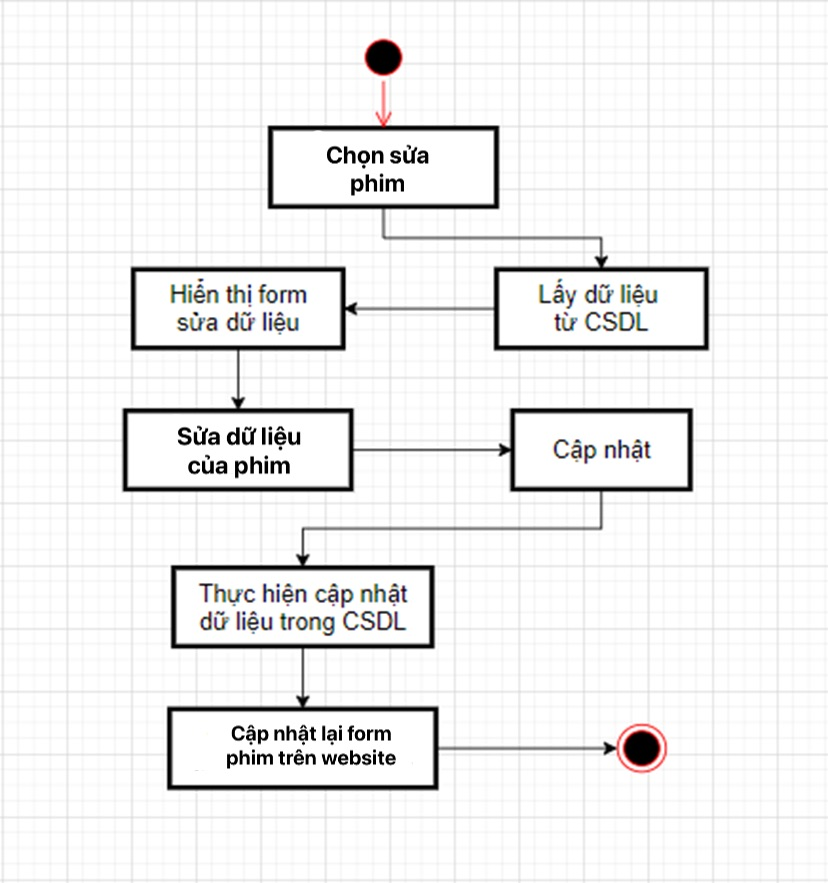 Chọn sửa
phim
Lấy dữ liệu
từ CSDL
Hiển thị form
sửa dữ liệu
Sửa dữ liệu
của phim
Cập nhật
Thực hiện cập nhật
dữ liệu trong CSDL
Cập nhật lại form
phim trên website